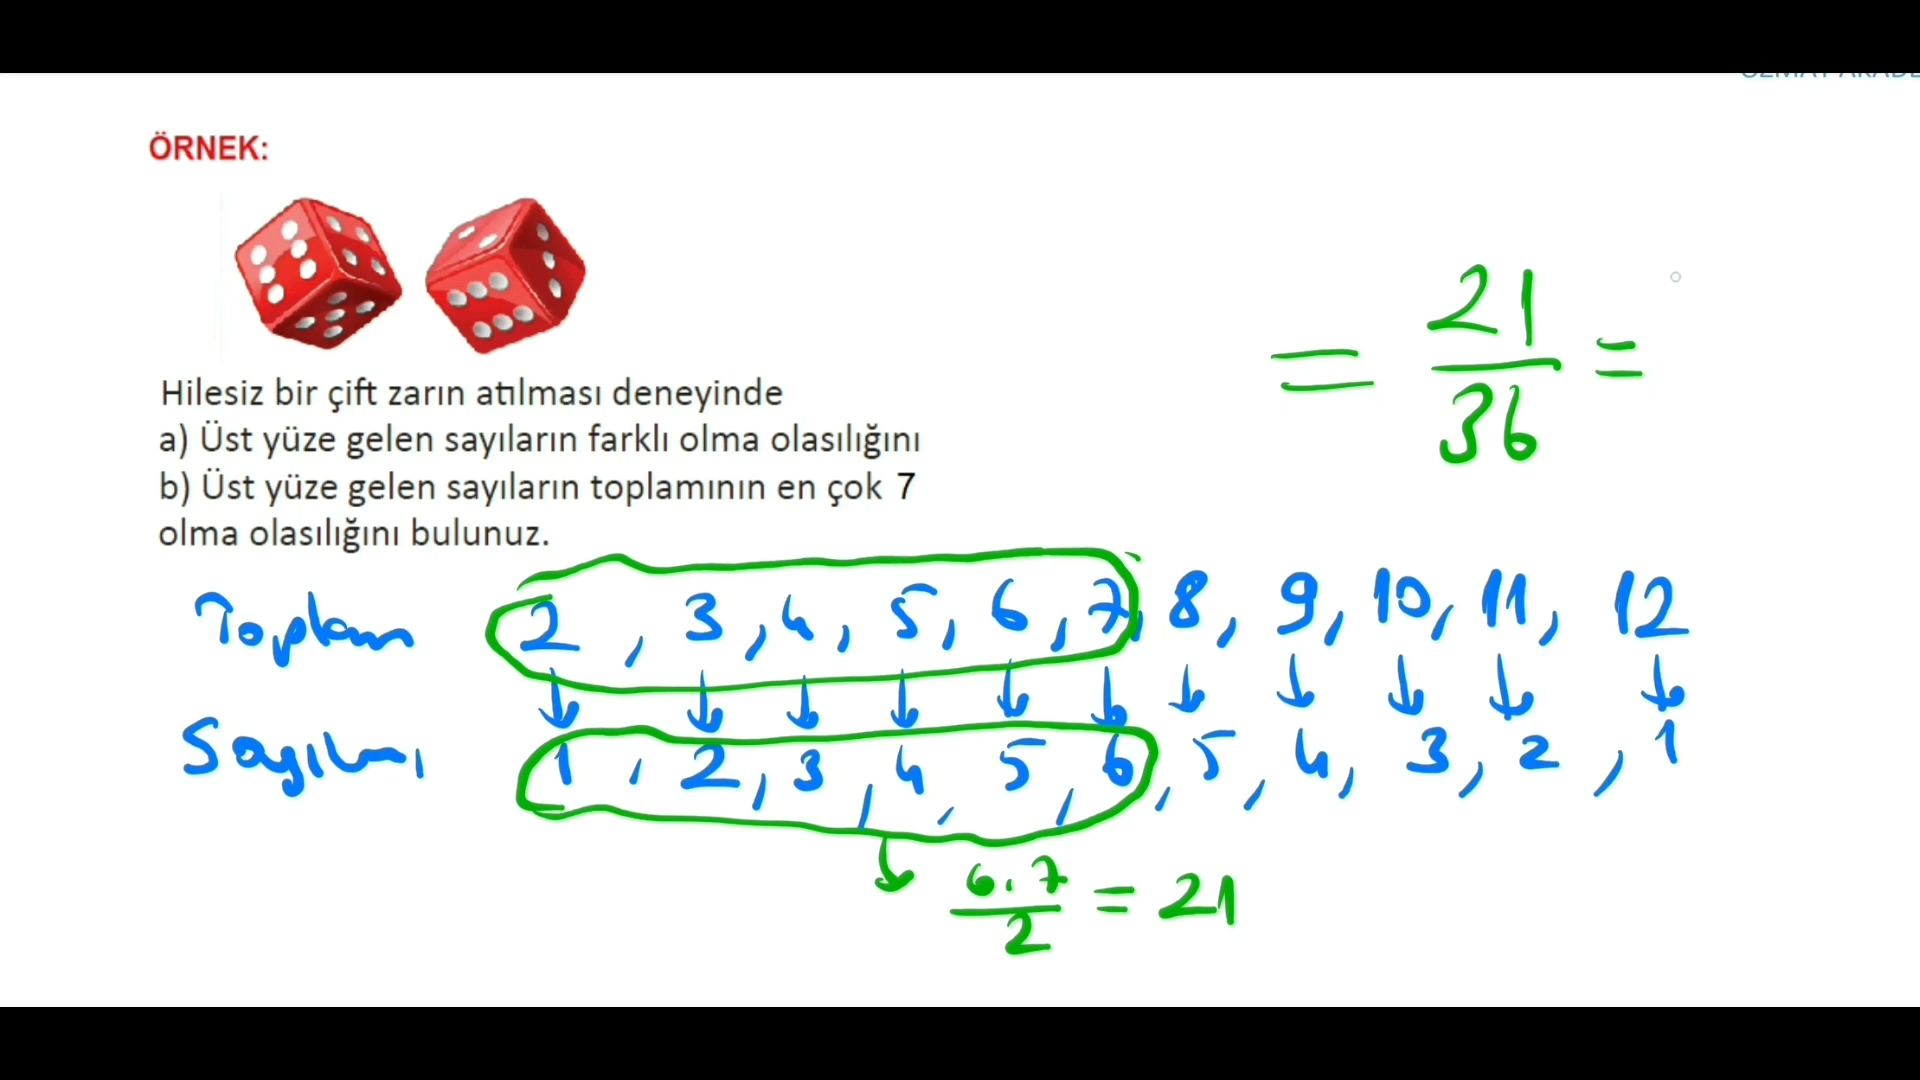 ÖRNEK:
Hilesiz bir çift zarın atılması deneyinde
a) Üst yüze gelen sayıların farklı olma olasılığını
b) Üst yüze gelen sayıların toplamının en çok 7
olma olasılığını bulunuz.
= 21/36 =
Toplam 2, 3, 4, 5, 6, 7, 8, 9, 10, 11, 12
↓ ↓ ↓ ↓ ↓ ↓ ↓ ↓ ↓ ↓ ↓
1, 2, 3, 4, 5, 6, 5, 4, 3, 2, 1
↓ 6.7/2 = 21